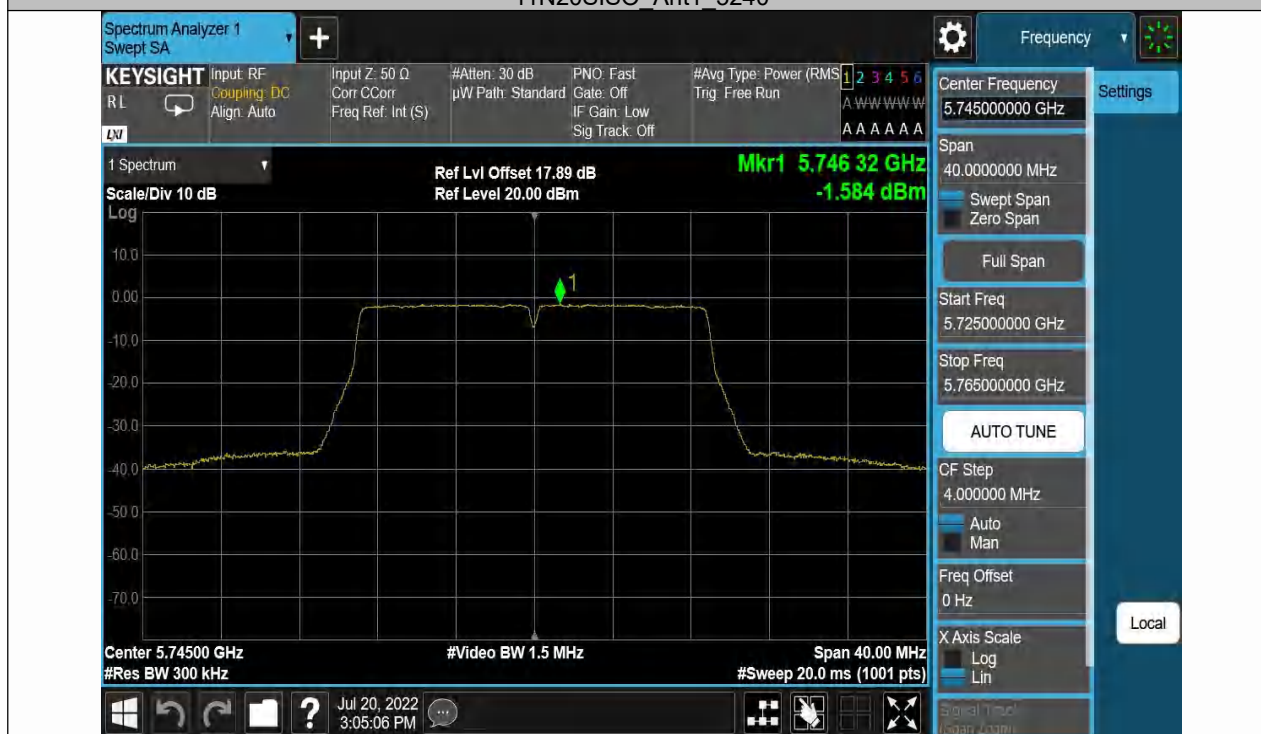 11N20SISO_Ant1_5240
Spectrum Analyzer 1
Swept SA
Frequency
KEYSIGHT
RL
LXI
Input: RF
Coupling: DC
Align: Auto
Input Z: 50 Ω
Corr CCorr
Freq Ref: Int (S)
#Atten: 30 dB
µW Path: Standard
PNO: Fast
Gate: Off
IF Gain: Low
Sig Track: Off
#Avg Type: Power (RMS
Trig: Free Run
1 2 3 4 5 6
A W W W W W
A A A A A A
1 Spectrum
Scale/Div 10 dB
Log
Ref Lvl Offset 17.89 dB
Ref Level 20.00 dBm
Mkr1 5.746 32 GHz
-1.584 dBm
10.0
0.00
-10.0
-20.0
-30.0
-40.0
-50.0
-60.0
-70.0
1
Center 5.74500 GHz
#Res BW 300 kHz
#Video BW 1.5 MHz
Span 40.00 MHz
#Sweep 20.0 ms (1001 pts)
Center Frequency
5.745000000 GHz
Settings
Span
40.0000000 MHz
Swept Span
Zero Span
Full Span
Start Freq
5.725000000 GHz
Stop Freq
5.765000000 GHz
AUTO TUNE
CF Step
4.000000 MHz
Auto
Man
Freq Offset
0 Hz
X Axis Scale
Log
Lin
Local
Signal Track
(Span Zoom)
?
Jul 20, 2022
3:05:06 PM